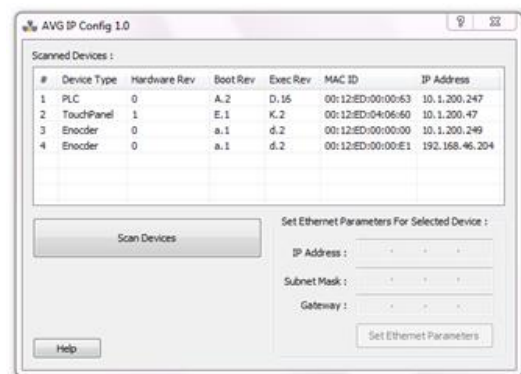 AVG IP Config 1.0
Scanned Devices :
# Device Type Hardware Rev Boot Rev Exec Rev MAC ID IP Address
1 PLC 0 A.2 D.16 00:12:ED:00:00:63 10.1.200.247
2 TouchPanel 1 E.1 K.2 00:12:ED:04:06:60 10.1.200.47
3 Enocder 0 a.1 d.2 00:12:ED:00:00:00 10.1.200.249
4 Enocder 0 a.1 d.2 00:12:ED:00:00:E1 192.168.46.204
Scan Devices
Set Ethernet Parameters For Selected Device :
IP Address :
Subnet Mask :
Gateway :
Set Ethernet Parameters
Help